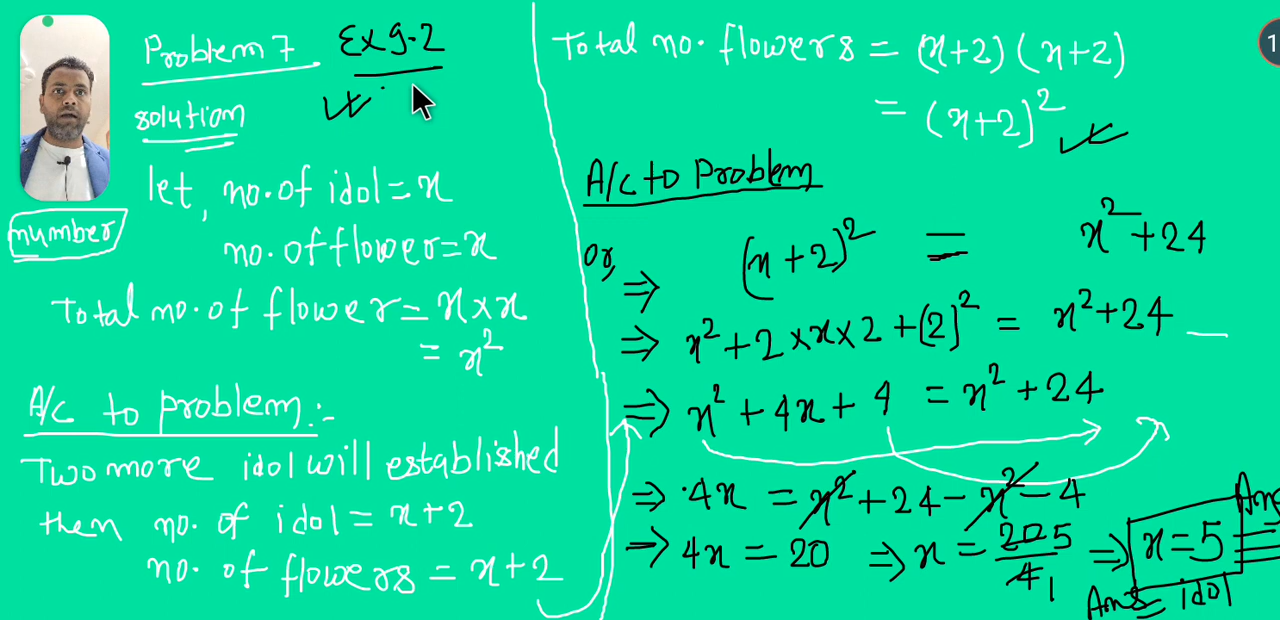 Problem 7 Ex 9.2
solution
let, no. of idol = x
number
no. of flower = x
Total no. of flower = x × x
= x²
A/c to problem:-
Two more idol will established
then no. of idol = x + 2
no. of flowers = x + 2
Total no. flowers = (x+2) (x+2)
= (x+2)²
A/c to Problem
or, ⇒ (x + 2)² = x² + 24
⇒ x² + 2 × x × 2 + (2)² = x² + 24
⇒ x² + 4x + 4 = x² + 24
⇒ 4x = x² + 24 - x² - 4
⇒ 4x = 20 ⇒ x = 20 5 / 4 1 ⇒ x = 5
Ans idol
1